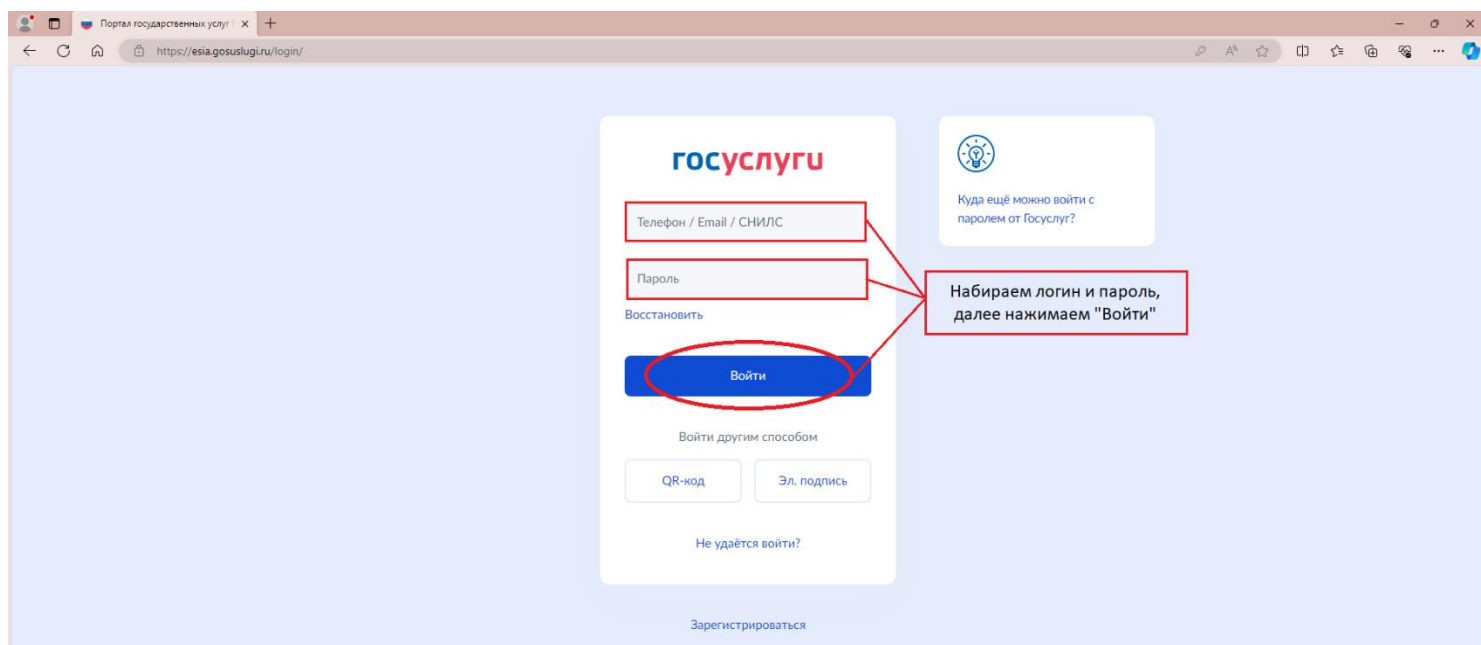 Портал государственных услуг
https://esia.gosuslugi.ru/login/
госуслуги
Телефон / Email / СНИЛС
Пароль
Восстановить
Войти
Войти другим способом
QR-код
Эл. подпись
Не удаётся войти?
Зарегистрироваться
Куда ещё можно войти с
паролем от Госуслуг?
Набираем логин и пароль,
далее нажимаем "Войти"